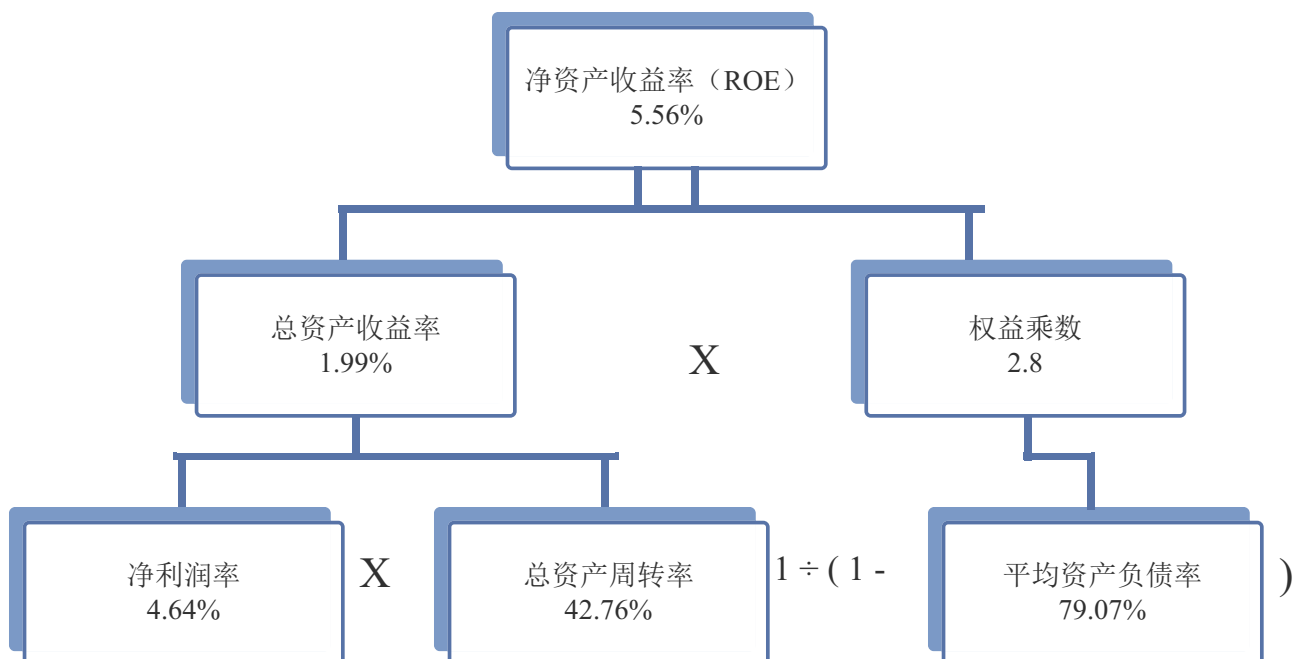 净资产收益率（ROE）
5.56%
总资产收益率
1.99%
X
权益乘数
2.8
净利润率
4.64%
X
总资产周转率
42.76%
1 ÷ ( 1 -
平均资产负债率
79.07%
)